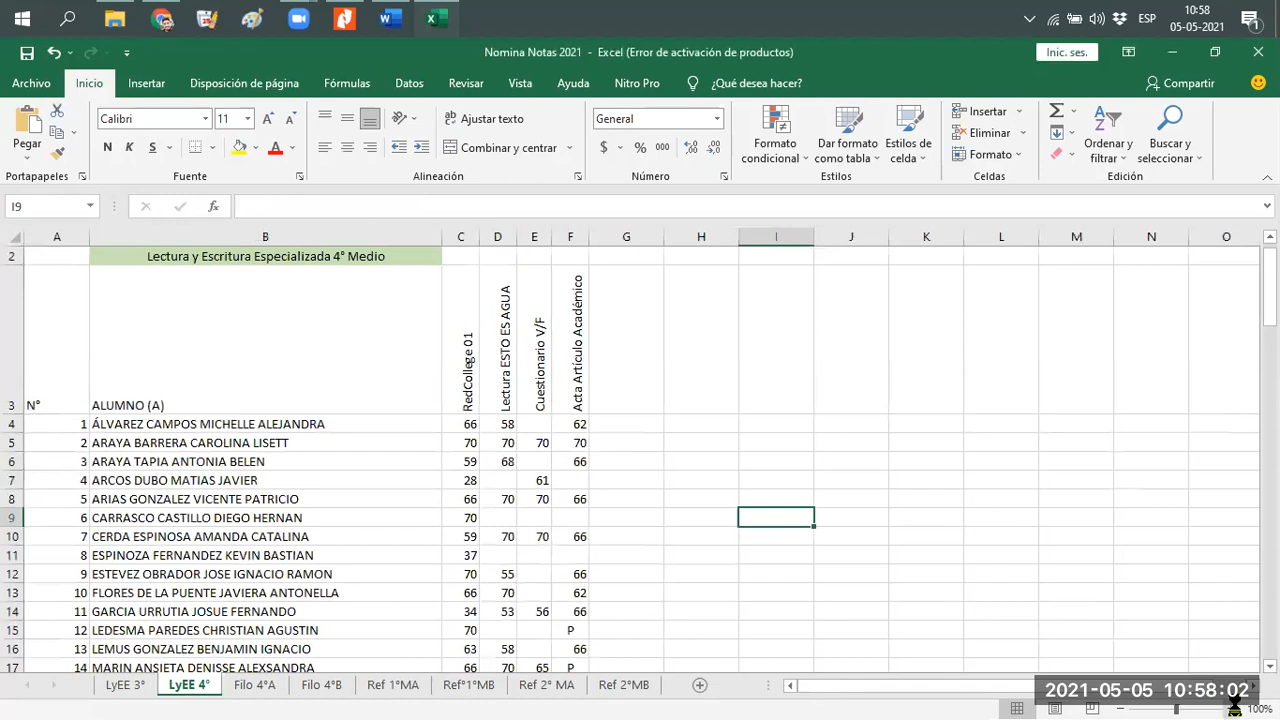 10:58
ESP
05-05-2021
1
Nomina Notas 2021 - Excel (Error de activación de productos)
Inic. ses.
Archivo Inicio Insertar Disposición de página Fórmulas Datos Revisar Vista Ayuda Nitro Pro ¿Qué desea hacer? Compartir
Pegar
Calibri 11
N K S
Ajustar texto
Combinar y centrar
General
$ % 000
Formato condicional
Dar formato como tabla
Estilos de celda
Insertar
Eliminar
Formato
Ordenar y filtrar
Buscar y seleccionar
Portapapeles Fuente Alineación Número Estilos Celdas Edición
I9 fx
A B C D E F G H I J K L M N O
2 Lectura y Escritura Especializada 4° Medio
3 N° ALUMNO (A) RedCollege 01 Lectura ESTO ES AGUA Cuestionario V/F Acta Artículo Académico
4 1 ÁLVAREZ CAMPOS MICHELLE ALEJANDRA 66 58 62
5 2 ARAYA BARRERA CAROLINA LISETT 70 70 70 70
6 3 ARAYA TAPIA ANTONIA BELEN 59 68 66
7 4 ARCOS DUBO MATIAS JAVIER 28 61
8 5 ARIAS GONZALEZ VICENTE PATRICIO 66 70 70 66
9 6 CARRASCO CASTILLO DIEGO HERNAN 70
10 7 CERDA ESPINOSA AMANDA CATALINA 59 70 70 66
11 8 ESPINOZA FERNANDEZ KEVIN BASTIAN 37
12 9 ESTEVEZ OBRADOR JOSE IGNACIO RAMON 70 55 66
13 10 FLORES DE LA PUENTE JAVIERA ANTONELLA 66 70 62
14 11 GARCIA URRUTIA JOSUE FERNANDO 34 53 56 66
15 12 LEDESMA PAREDES CHRISTIAN AGUSTIN 70 P
16 13 LEMUS GONZALEZ BENJAMIN IGNACIO 63 58 66
17 14 MARIN ANSIETA DENISSE ALEXSANDRA 66 70 65 P
LyEE 3° LyEE 4° Filo 4°A Filo 4°B Ref 1°MA Ref°1°MB Ref 2° MA Ref 2°MB
2021-05-05 10:58:02
100%